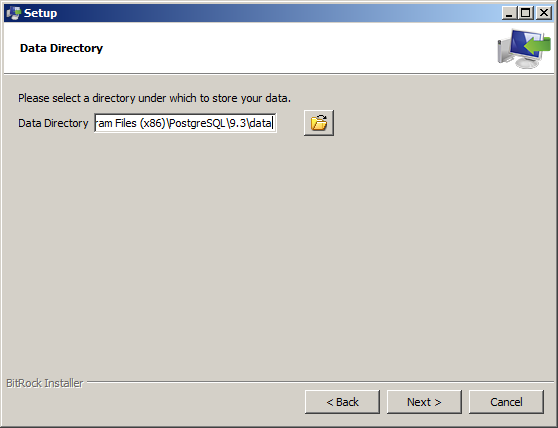 Setup
Data Directory
Please select a directory under which to store your data.
Data Directory ram Files (x86)\PostgreSQL\9.3\data
BitRock Installer
< Back Next > Cancel